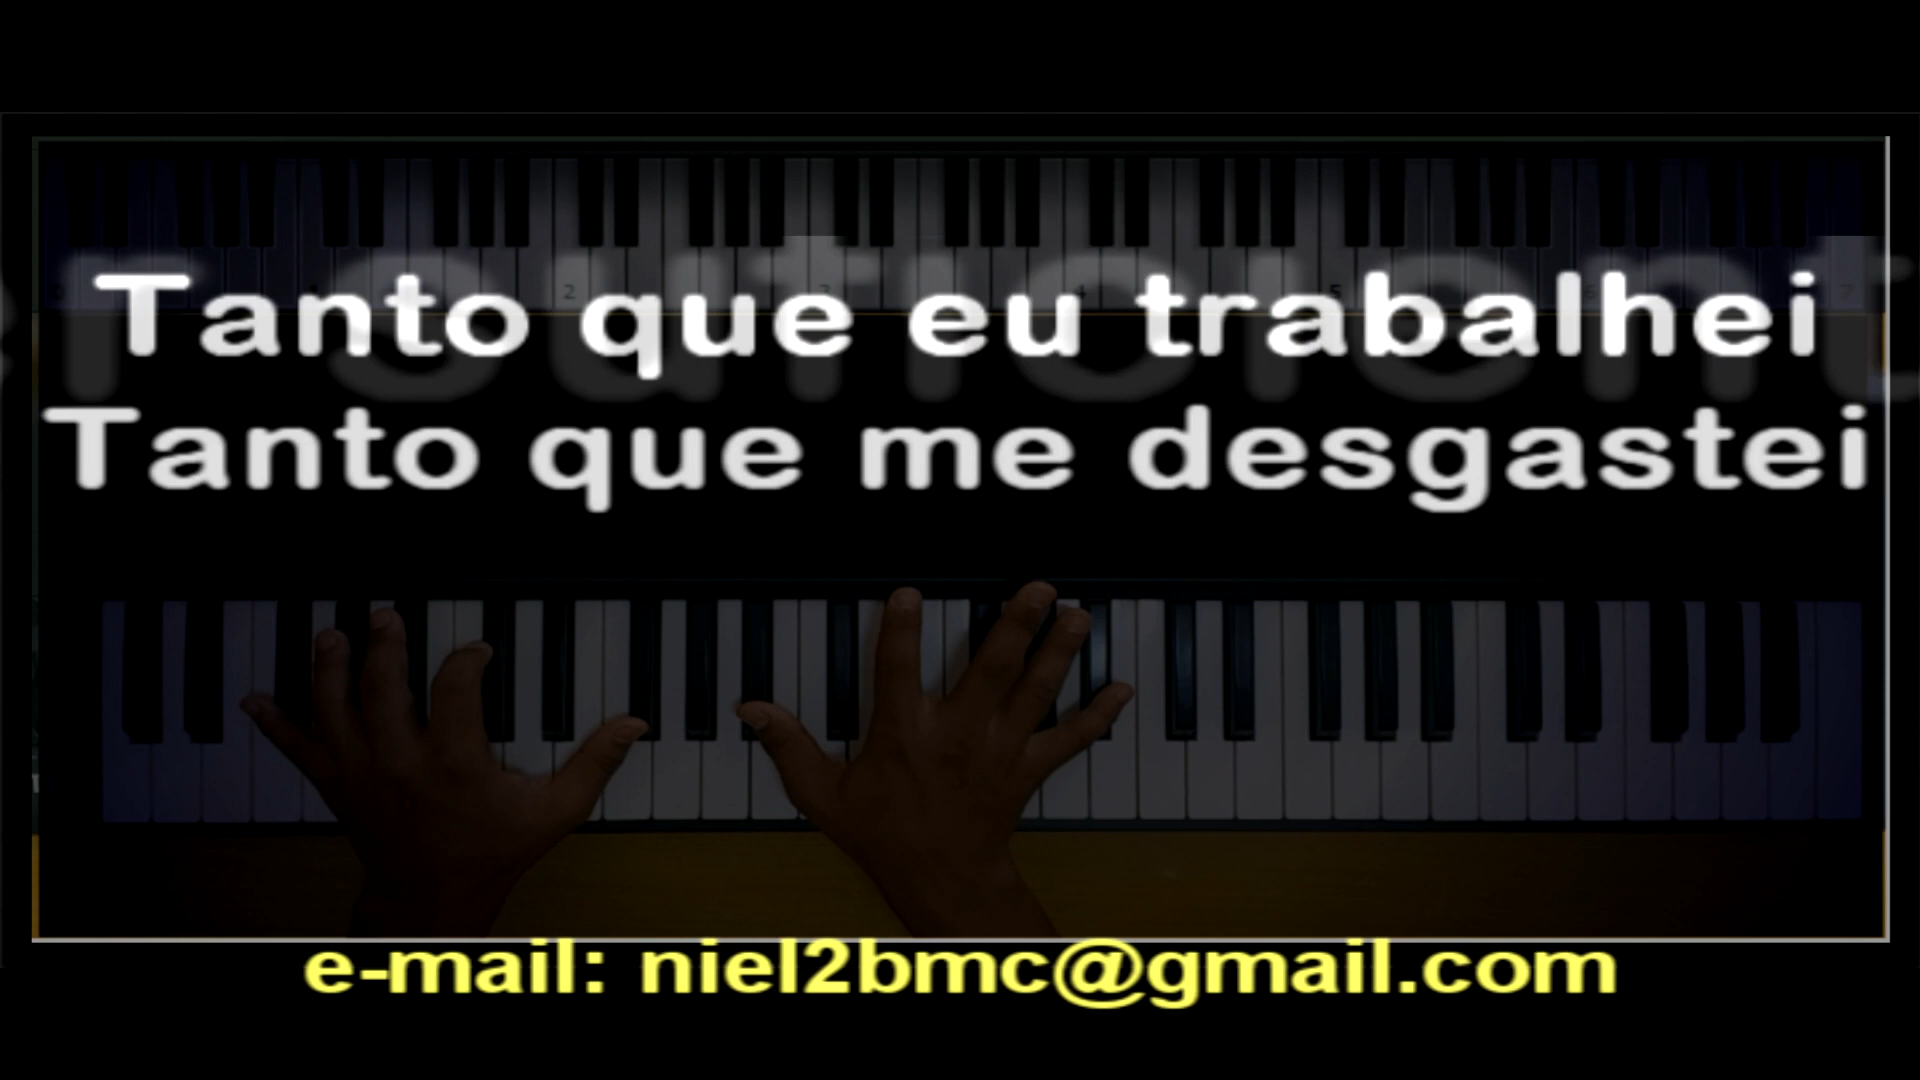 Tanto que eu trabalhei
Tanto que me desgastei
e-mail: niel2bmc@gmail.com